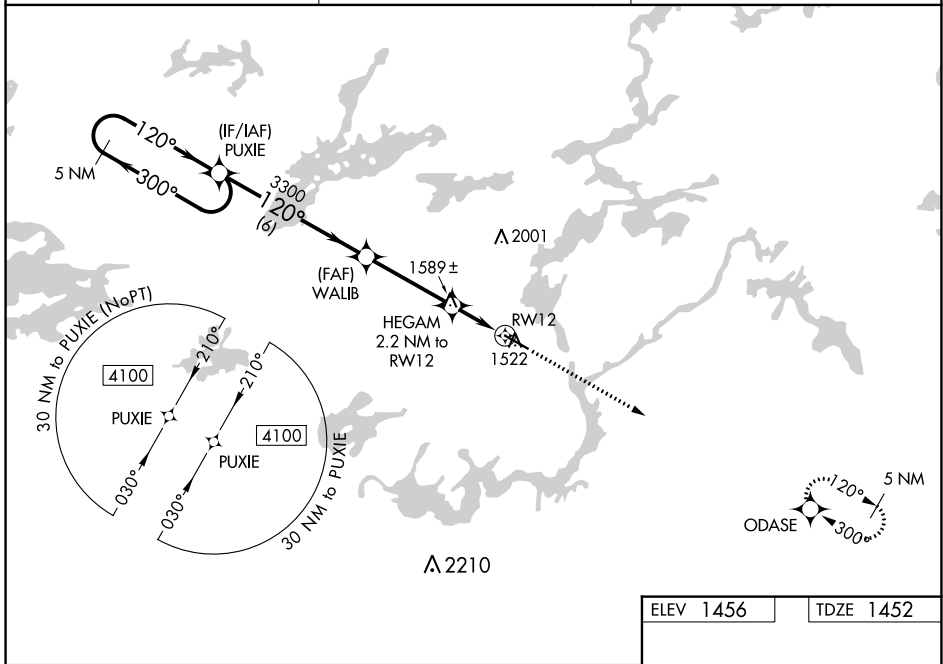 120°
(IF/IAF)
PUXIE
5 NM
300°
3300
120°
(6)
2001
(FAF)
WALIB
1589±
HEGAM
2.2 NM to
RW12
RW12
1522
30 NM to PUXIE (NoPT)
210°
4100
PUXIE
030°
210°
4100
PUXIE
030°
30 NM to PUXIE
2210
120°
5 NM
ODASE
300°
ELEV 1456
TDZE 1452